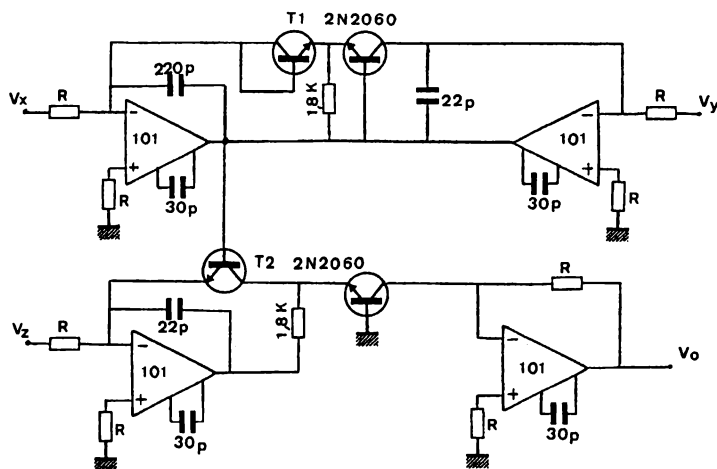 T1 2N2060
220p
1,8K
22p
Vx R
-
101
+
R
30p
-
R Vy
101
+
30p
R
T2 2N2060
Vz R
22p
1,8K
R
-
101
+
R
30p
-
101
+
R
30p
Vo